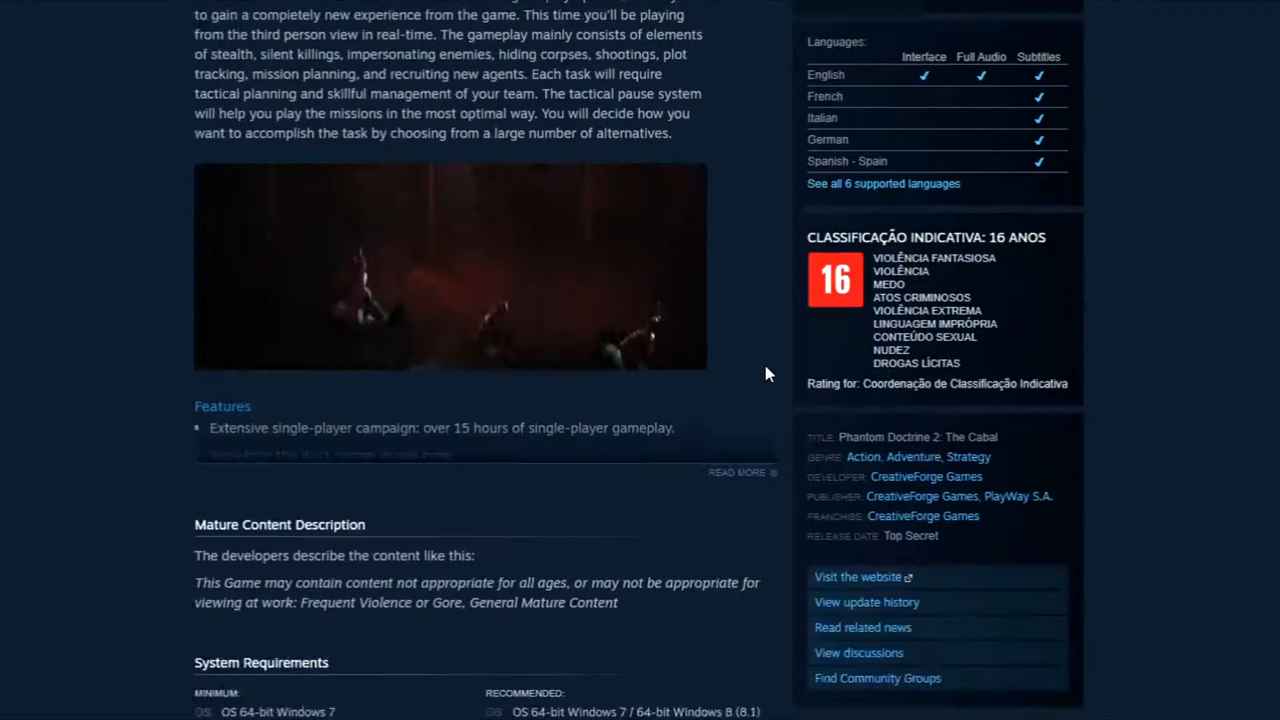 to gain a completely new experience from the game. This time you'll be playing
from the third person view in real-time. The gameplay mainly consists of elements
of stealth, silent killings, impersonating enemies, hiding corpses, shootings, plot
tracking, mission planning, and recruiting new agents. Each task will require
tactical planning and skillful management of your team. The tactical pause system
will help you play the missions in the most optimal way. You will decide how you
want to accomplish the task by choosing from a large number of alternatives.
Features
Extensive single-player campaign: over 15 hours of single-player gameplay.
READ MORE
Mature Content Description
The developers describe the content like this:
This Game may contain content not appropriate for all ages, or may not be appropriate for
viewing at work: Frequent Violence or Gore, General Mature Content
System Requirements
MINIMUM:
OS: OS 64-bit Windows 7
RECOMMENDED:
OS: OS 64-bit Windows 7 / 64-bit Windows 8 (8.1)
Languages:
Interface Full Audio Subtitles
English ✓ ✓ ✓
French ✓
Italian ✓
German ✓
Spanish - Spain ✓
See all 6 supported languages
CLASSIFICAÇÃO INDICATIVA: 16 ANOS
16
VIOLÊNCIA FANTASIOSA
VIOLÊNCIA
MEDO
ATOS CRIMINOSOS
VIOLÊNCIA EXTREMA
LINGUAGEM IMPRÓPRIA
CONTEÚDO SEXUAL
NUDEZ
DROGAS LÍCITAS
Rating for: Coordenação de Classificação Indicativa
TITLE: Phantom Doctrine 2: The Cabal
GENRE: Action, Adventure, Strategy
DEVELOPER: CreativeForge Games
PUBLISHER: CreativeForge Games, PlayWay S.A.
FRANCHISE: CreativeForge Games
RELEASE DATE: Top Secret
Visit the website
View update history
Read related news
View discussions
Find Community Groups